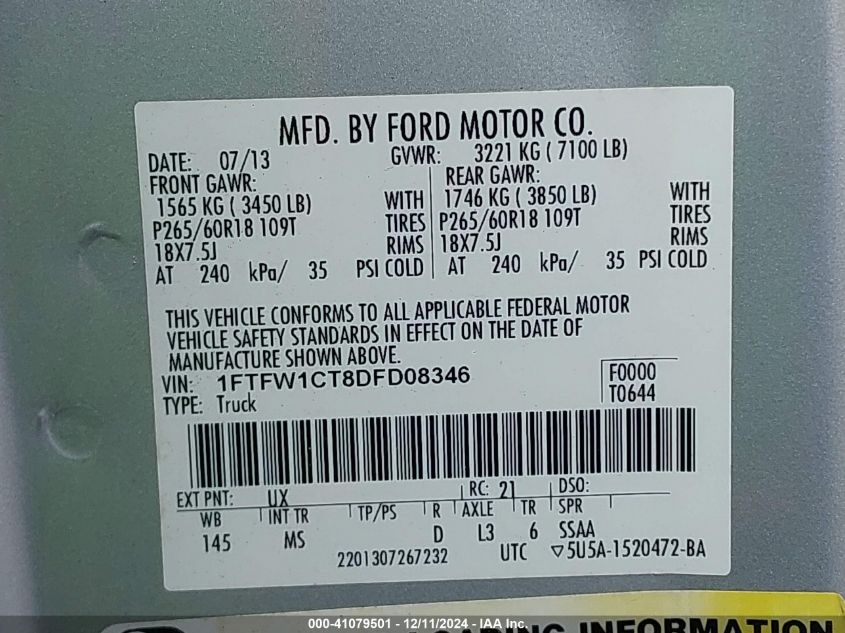 MFD. BY FORD MOTOR CO.
DATE: 07/13 GVWR: 3221 KG ( 7100 LB)
FRONT GAWR: REAR GAWR:
1565 KG ( 3450 LB) WITH 1746 KG ( 3850 LB) WITH
P265/60R18 109T TIRES P265/60R18 109T TIRES
18X7.5J RIMS 18X7.5J RIMS
AT 240 kPa/ 35 PSI COLD AT 240 kPa/ 35 PSI COLD
THIS VEHICLE CONFORMS TO ALL APPLICABLE FEDERAL MOTOR
VEHICLE SAFETY STANDARDS IN EFFECT ON THE DATE OF
MANUFACTURE SHOWN ABOVE.
VIN: 1FTFW1CT8DFD08346 F0000
TYPE: Truck T0644
EXT PNT: UX RC: 21 DSO:
WB INT TR TP/PS R AXLE TR SPR
145 MS D L3 6 SSAA
2201307267232 UTC ▽5U5A-1520472-BA
LOADING INFORMATION
000-41079501 - 12/11/2024 - IAA Inc.